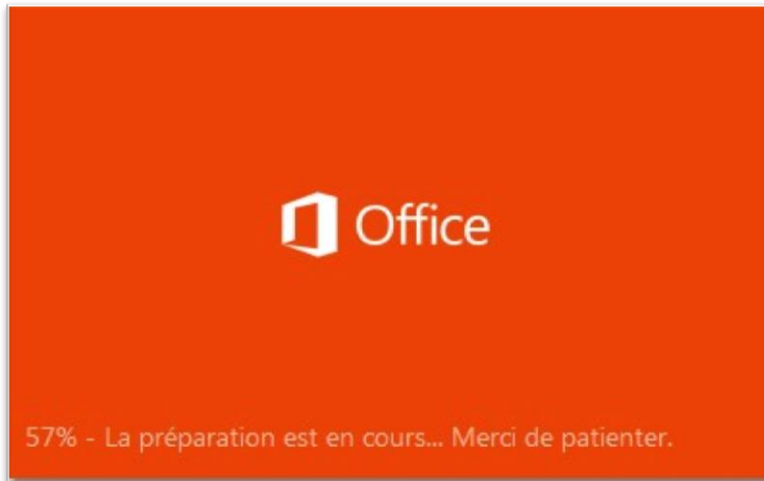 Office
57% - La préparation est en cours... Merci de patienter.